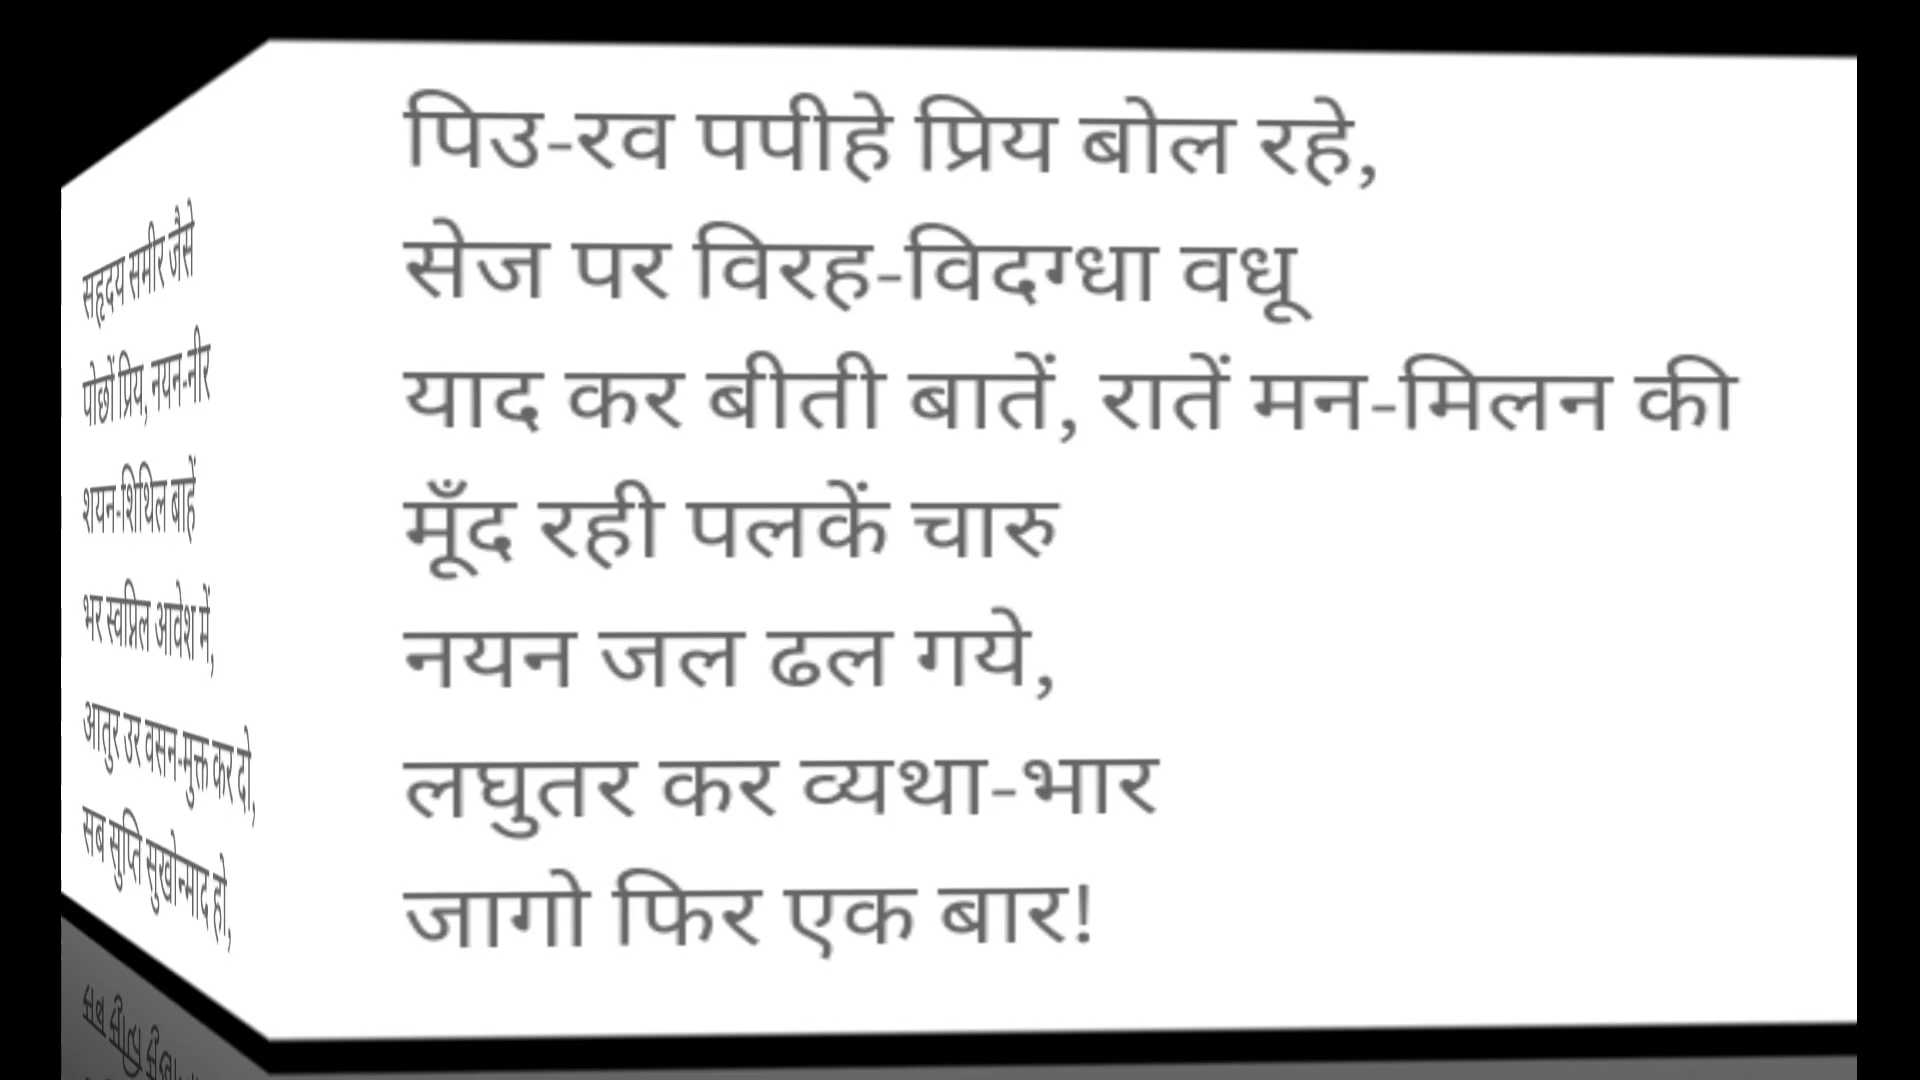 पिउ-रव पपीहे प्रिय बोल रहे,
सेज पर विरह-विदग्धा वधू
याद कर बीती बातें, रातें मन-मिलन की
मूँद रही पलकें चारु
नयन जल ढल गये,
लघुतर कर व्यथा-भार
जागो फिर एक बार!
सहृदय समीर जैसे
पोछों प्रिय, नयन-नीर
शयन-शिथिल बाहें
भर स्वप्निल आवेश में,
आतुर उर वसन-मुक्त कर दो,
सब सुप्ति सुखोन्माद हो,